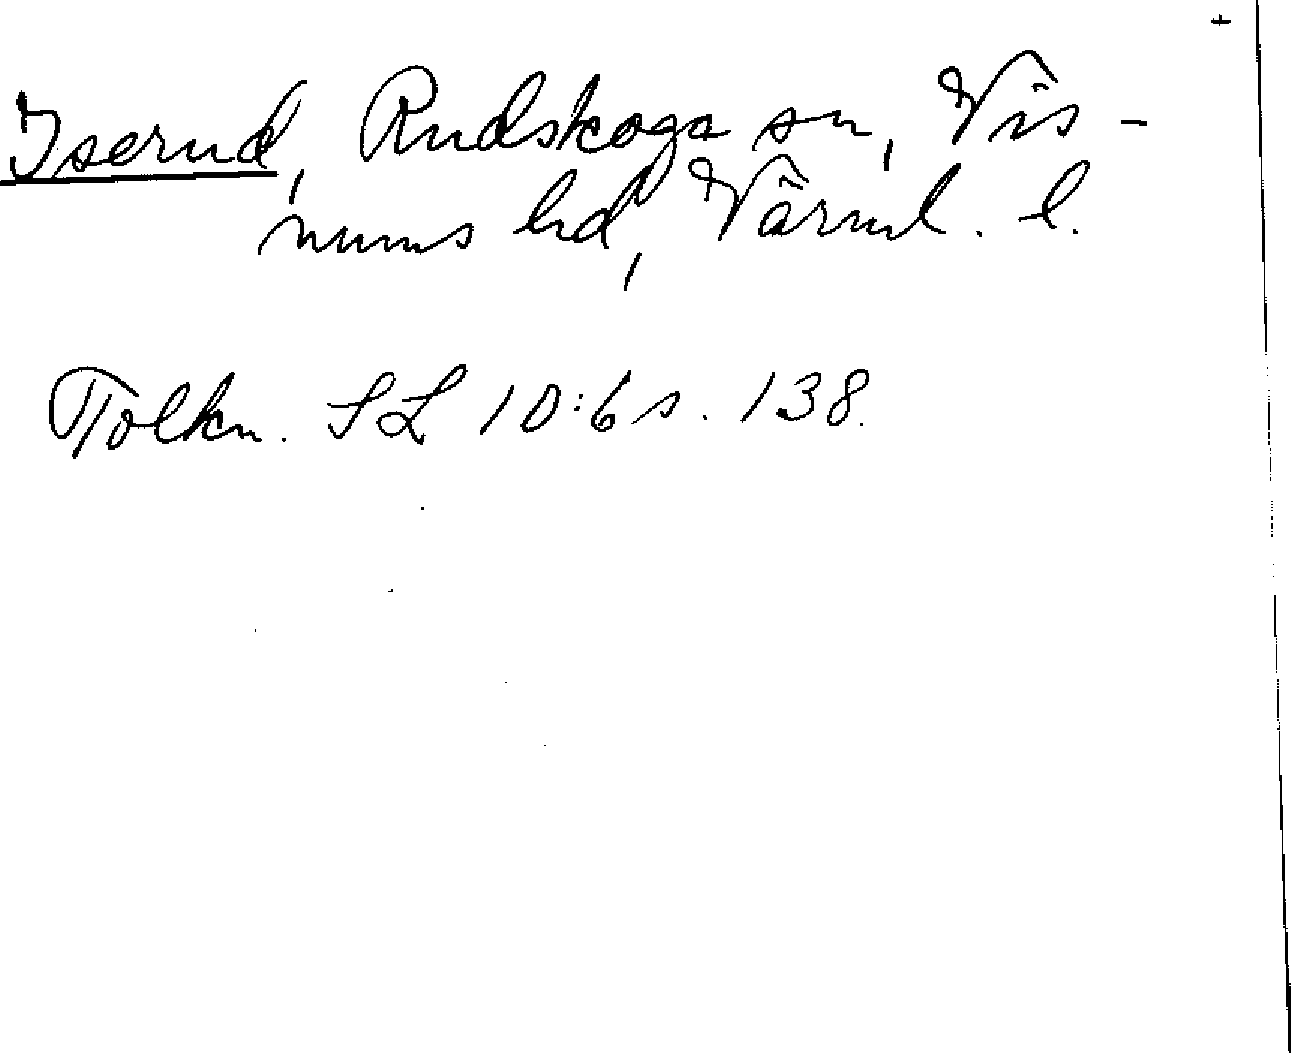 +
Iserud, Rudskoga sn, Vis-
nums hd, Värml. l.
Tolkn. SL 10:6 s. 138.